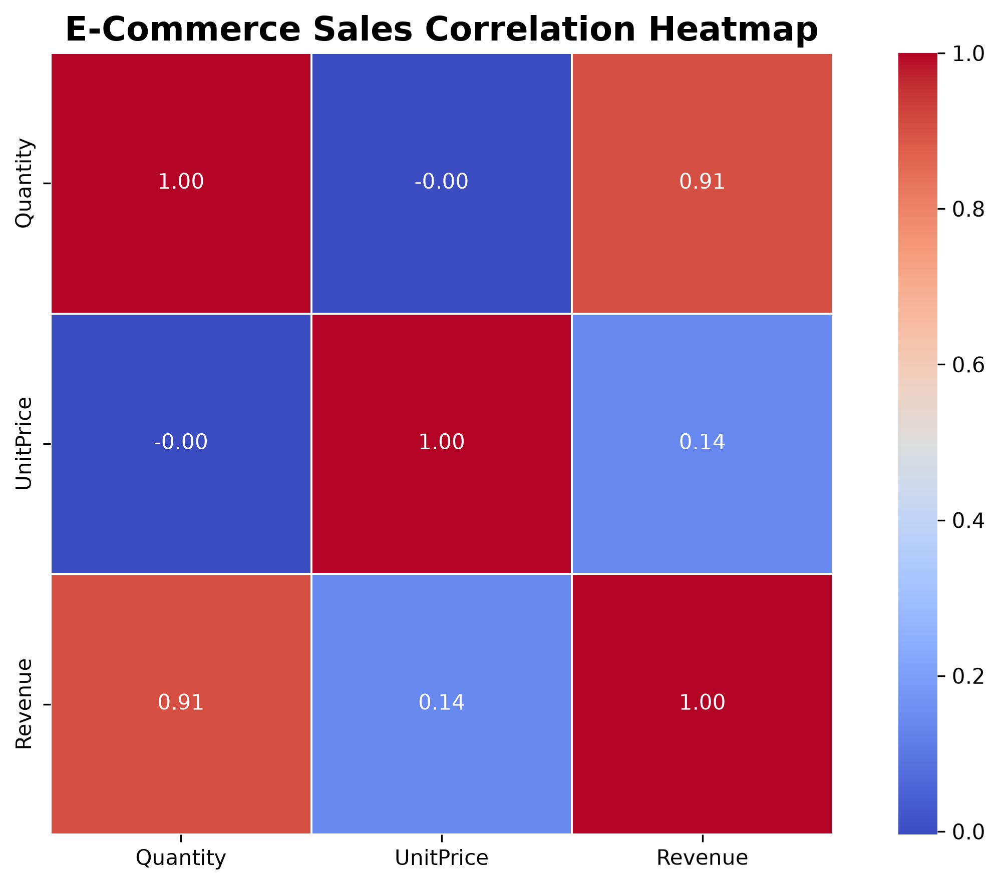 E-Commerce Sales Correlation Heatmap
Quantity
1.00
-0.00
0.91
UnitPrice
-0.00
1.00
0.14
Revenue
0.91
0.14
1.00
Quantity
UnitPrice
Revenue
1.0
0.8
0.6
0.4
0.2
0.0